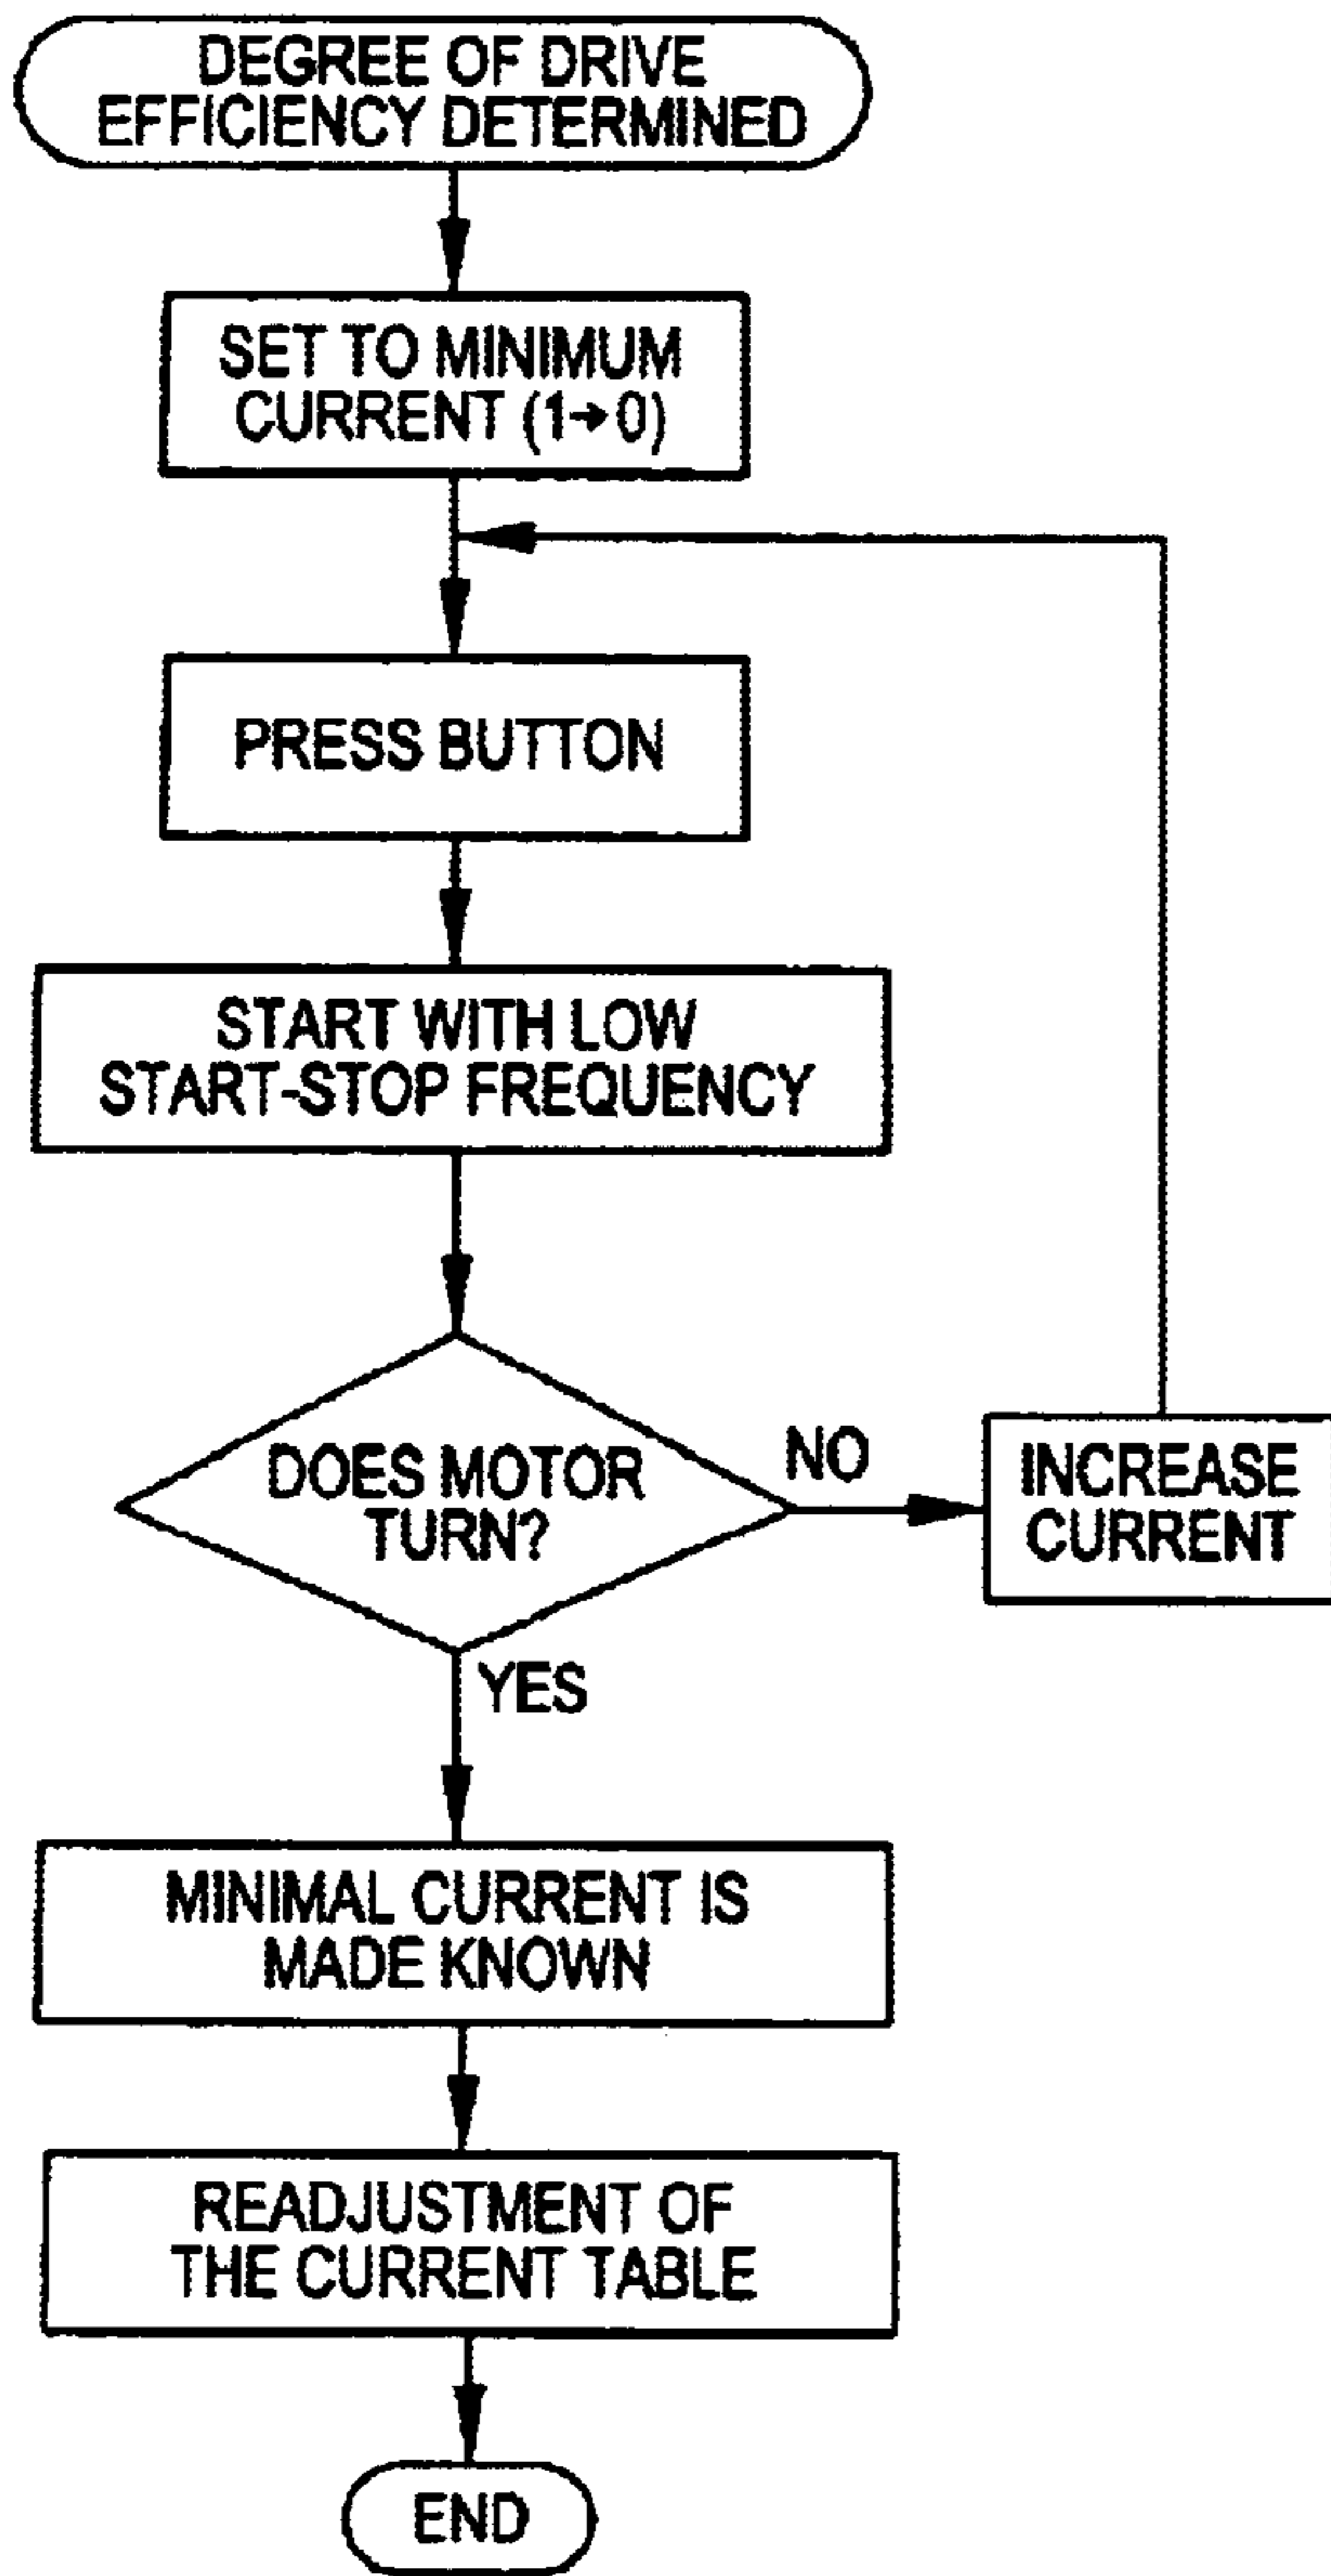 DEGREE OF DRIVE
EFFICIENCY DETERMINED
SET TO MINIMUM
CURRENT (1→0)
PRESS BUTTON
START WITH LOW
START-STOP FREQUENCY
DOES MOTOR
TURN?
NO
INCREASE
CURRENT
YES
MINIMAL CURRENT IS
MADE KNOWN
READJUSTMENT OF
THE CURRENT TABLE
END